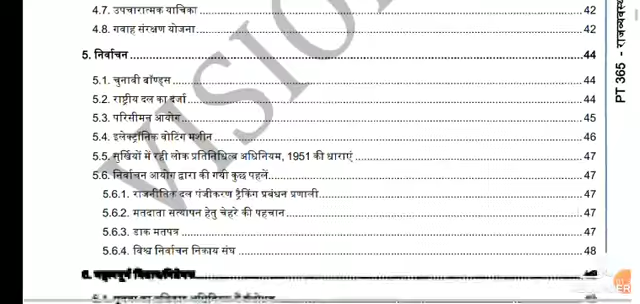 4.7. उपचारात्मक याचिका 42
4.8. गवाह संरक्षण योजना 42
5. निर्वाचन 44
5.1. चुनावी बॉण्ड्स 44
5.2. राष्ट्रीय दल का दर्जा 44
5.3. परिसीमन आयोग 45
5.4. इलेक्ट्रॉनिक वोटिंग मशीन 46
5.5. सुर्खियों में रही लोक प्रतिनिधित्व अधिनियम, 1951 की धाराएं 47
5.6. निर्वाचन आयोग द्वारा की गयी कुछ पहलें 47
5.6.1. राजनीतिक दल पंजीकरण ट्रैकिंग प्रबंधन प्रणाली 47
5.6.2. मतदाता सत्यापन हेतु चेहरे की पहचान 47
5.6.3. डाक मतपत्र 47
5.6.4. विश्व निर्वाचन निकाय संघ 48
PT 365 - राजव्यवस्
VISION